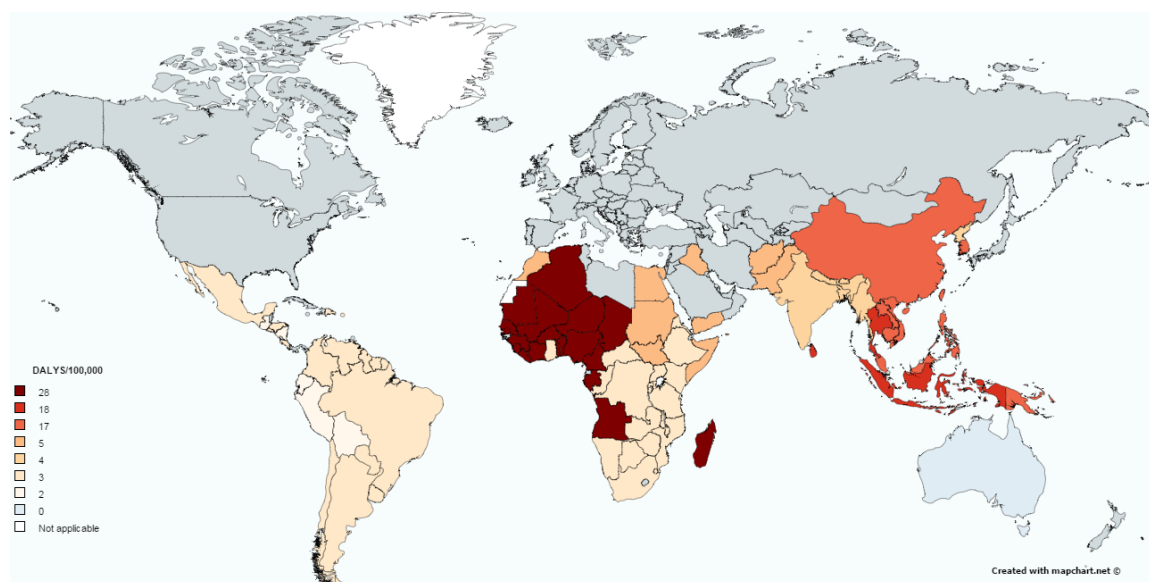 DALYS/100,000
28
18
17
5
4
3
2
0
Not applicable
Created with mapchart.net ©